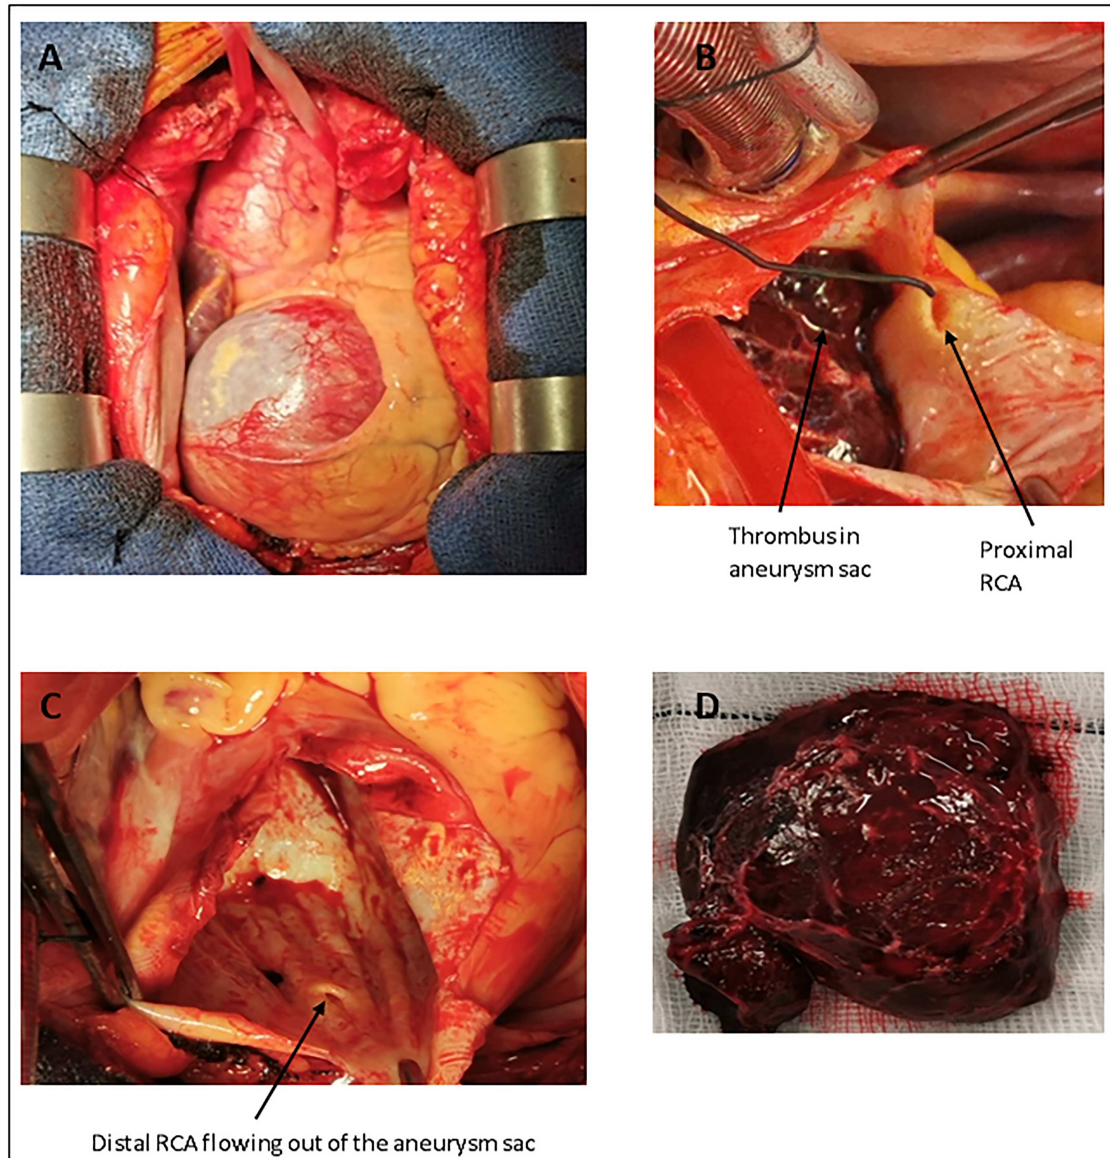 A
B
Thrombus in
aneurysm sac
Proximal
RCA
C
D
Distal RCA flowing out of the aneurysm sac